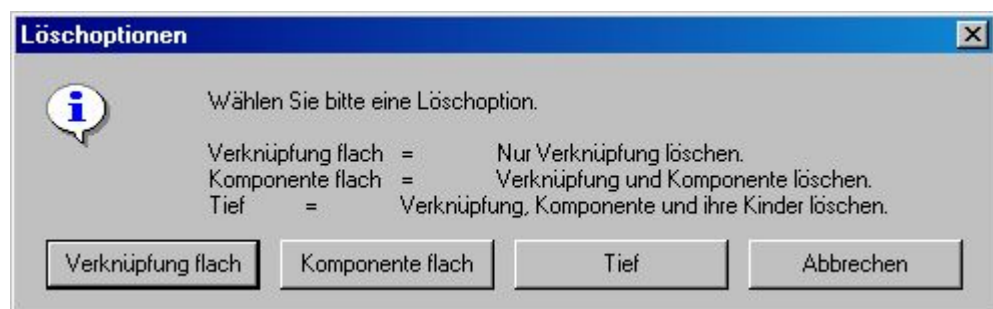 Löschoptionen
Wählen Sie bitte eine Löschoption.
Verknüpfung flach = Nur Verknüpfung löschen.
Komponente flach = Verknüpfung und Komponente löschen.
Tief = Verknüpfung, Komponente und ihre Kinder löschen.
Verknüpfung flach Komponente flach Tief Abbrechen